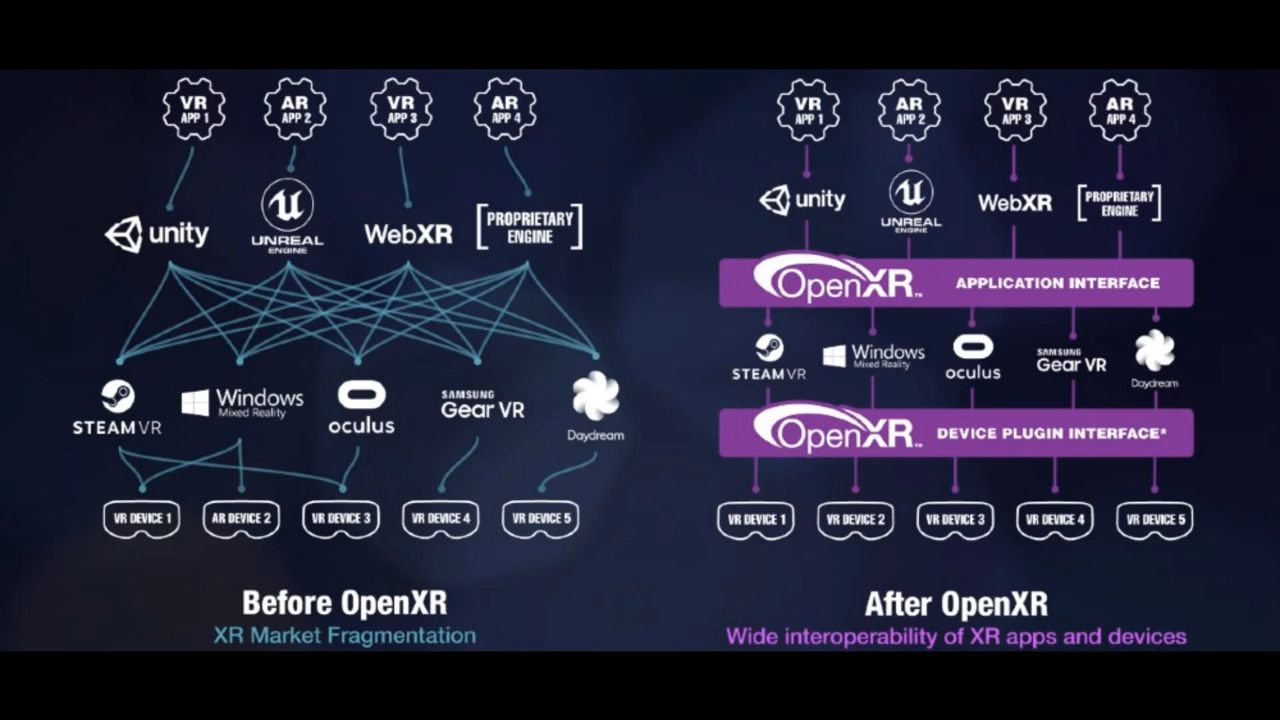 VR
APP 1
AR
APP 2
VR
APP 3
AR
APP 4
unity
UNREAL
ENGINE
WebXR
PROPRIETARY
ENGINE
STEAMVR
Windows
Mixed Reality
oculus
SAMSUNG
Gear VR
Daydream
VR DEVICE 1
AR DEVICE 2
VR DEVICE 3
VR DEVICE 4
VR DEVICE 5
Before OpenXR
XR Market Fragmentation
VR
APP 1
AR
APP 2
VR
APP 3
AR
APP 4
unity
UNREAL
ENGINE
WebXR
PROPRIETARY
ENGINE
OpenXR™ APPLICATION INTERFACE
STEAMVR
Windows
Mixed Reality
oculus
SAMSUNG
Gear VR
Daydream
OpenXR™ DEVICE PLUGIN INTERFACE*
VR DEVICE 1
VR DEVICE 2
VR DEVICE 3
VR DEVICE 4
VR DEVICE 5
After OpenXR
Wide interoperability of XR apps and devices